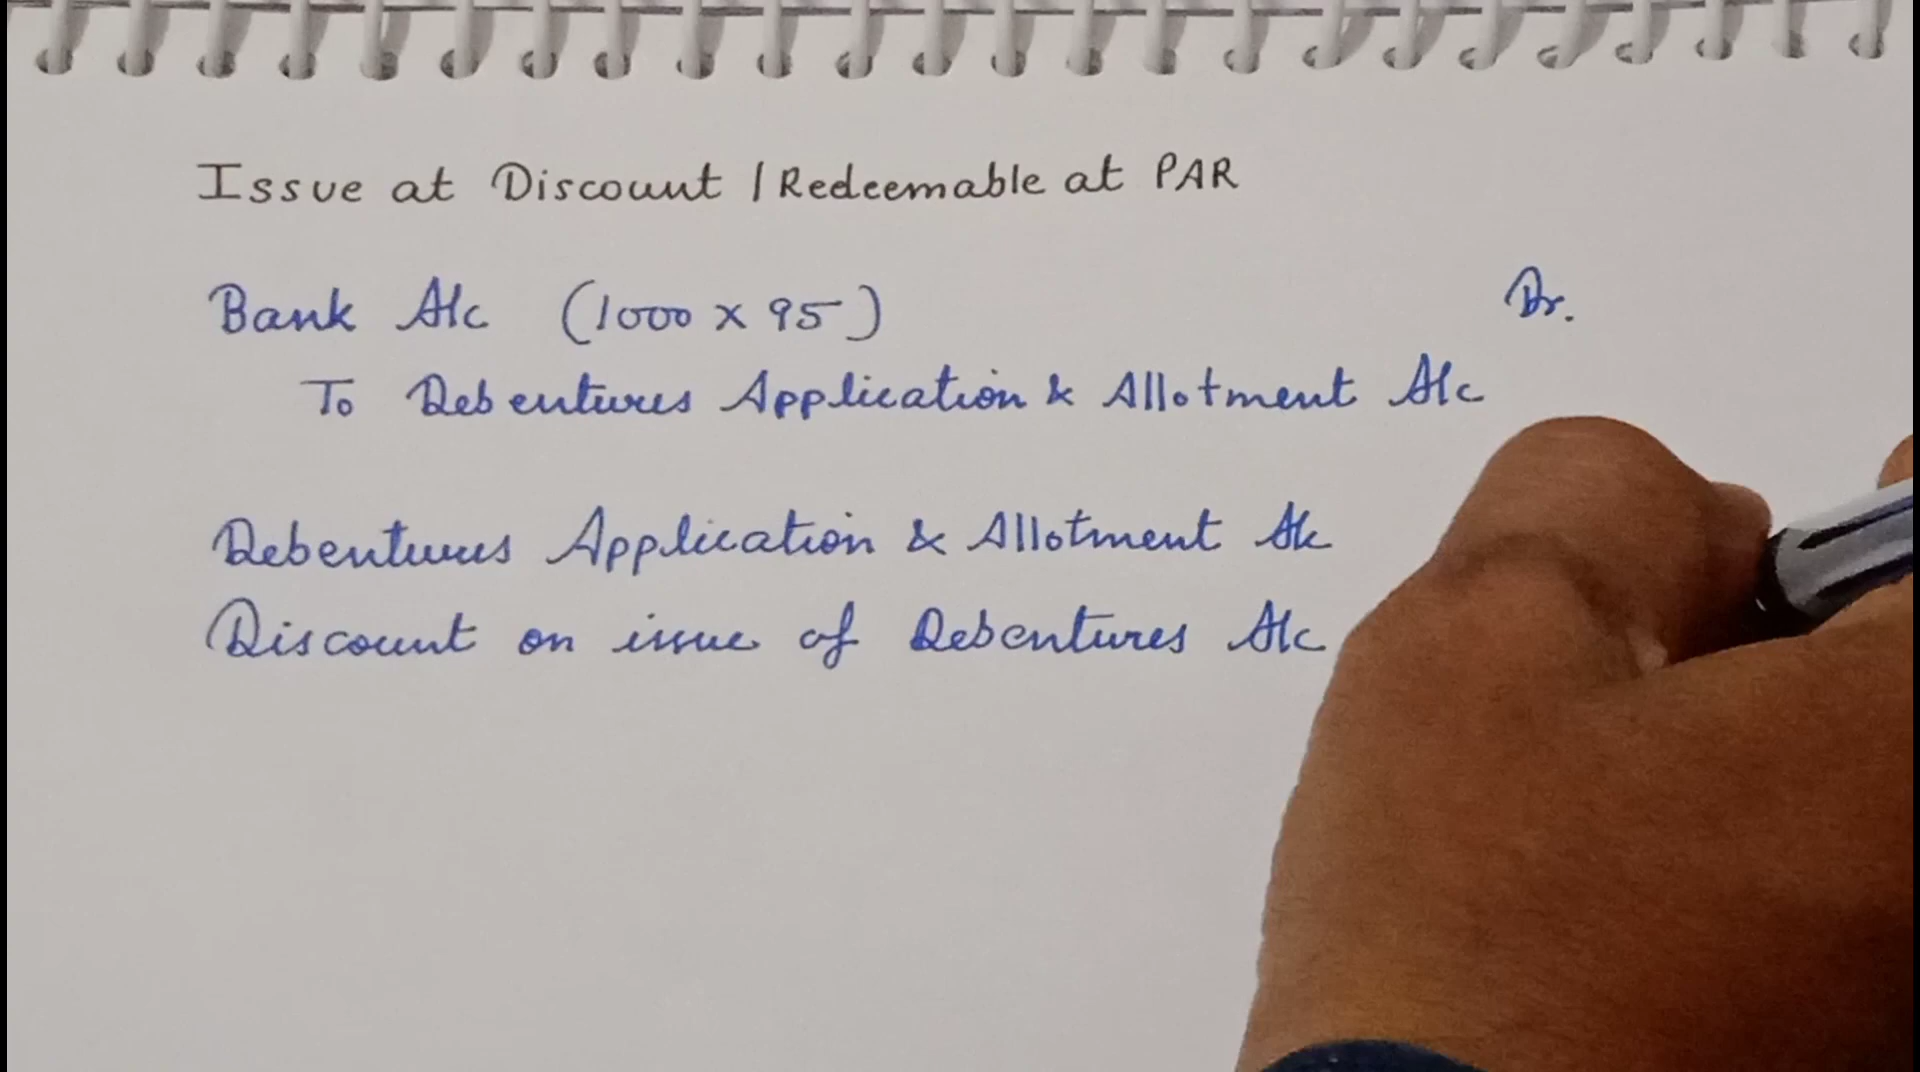 Issue at Discount / Redeemable at PAR
Bank A/c (1000 x 95) Dr.
To Debentures Application & Allotment A/c
Debentures Application & Allotment A/c
Discount on issue of Debentures A/c